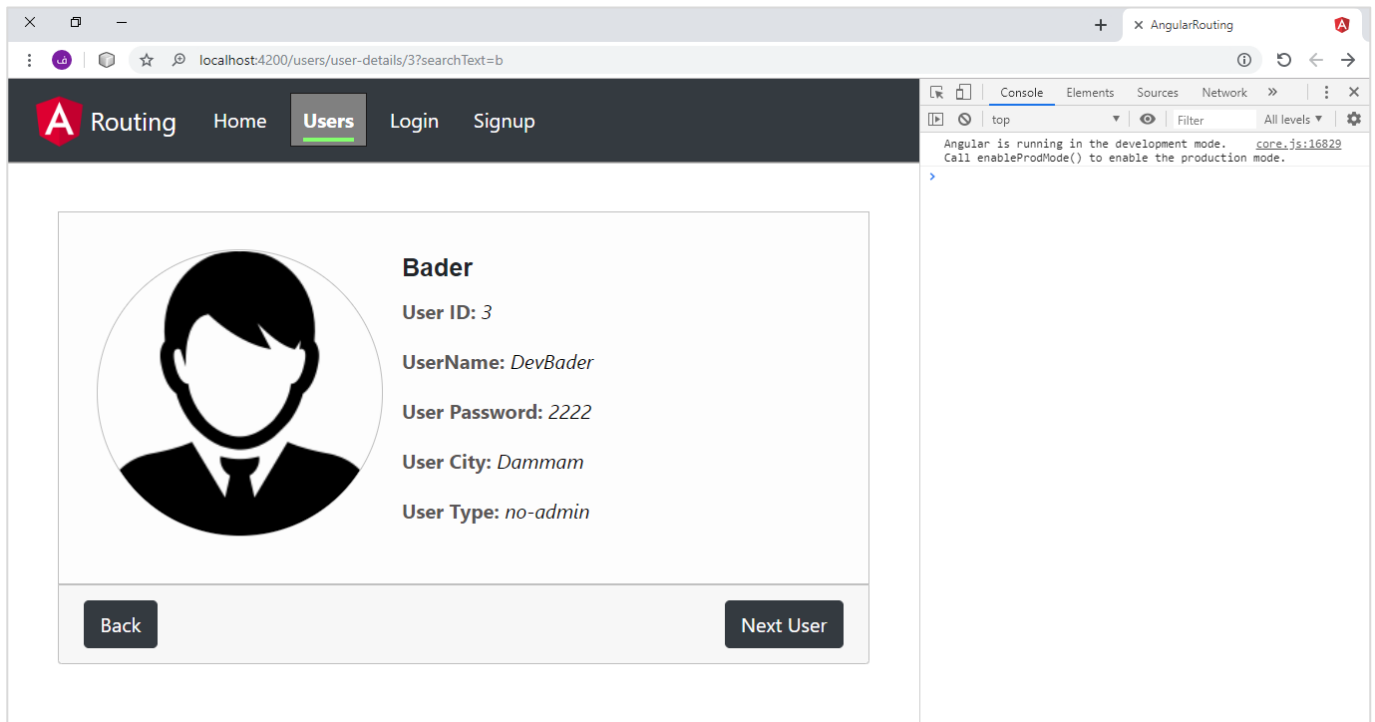 AngularRouting
ف
localhost:4200/users/user-details/3?searchText=b
A Routing Home Users Login Signup
Console Elements Sources Network »
top Filter All levels
Angular is running in the development mode. core.js:16829
Call enableProdMode() to enable the production mode.
Bader
User ID: 3
UserName: DevBader
User Password: 2222
User City: Dammam
User Type: no-admin
Back Next User